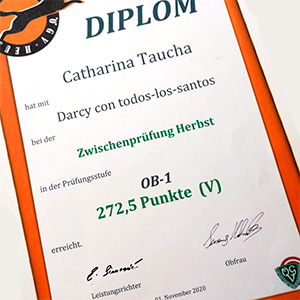 DIPLOM
Catharina Taucha
hat mit
Darcy con todos-los-santos
bei der
Zwischenprüfung Herbst
in der Prüfungsstufe
OB-1
272,5 Punkte (V)
erreicht.
Leistungsrichter
Obfrau
01. November 2020